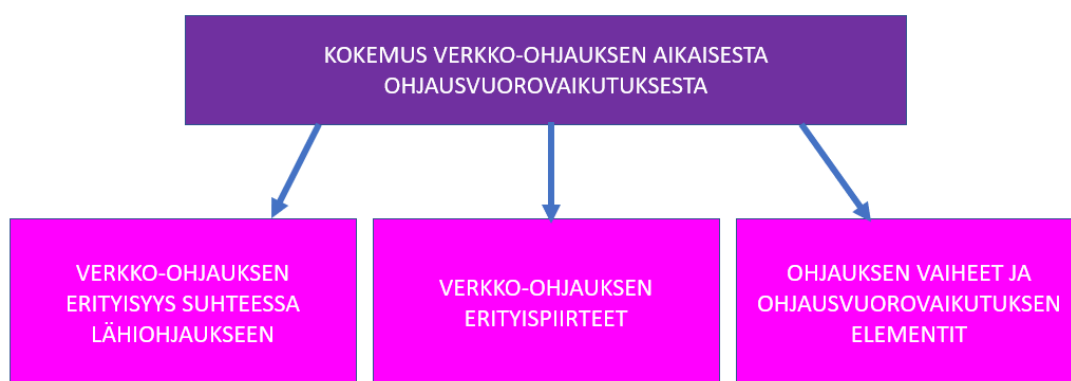 KOKEMUS VERKKO-OHJAUKSEN AIKAISESTA
OHJAUSVUOROVAIKUTUKSESTA
VERKKO-OHJAUKSEN
ERITYISYYS SUHTEESSA
LÄHIOHJAUKSEEN
VERKKO-OHJAUKSEN
ERITYISPIIRTEET
OHJAUKSEN VAIHEET JA
OHJAUSVUOROVAIKUTUKSEN
ELEMENTIT